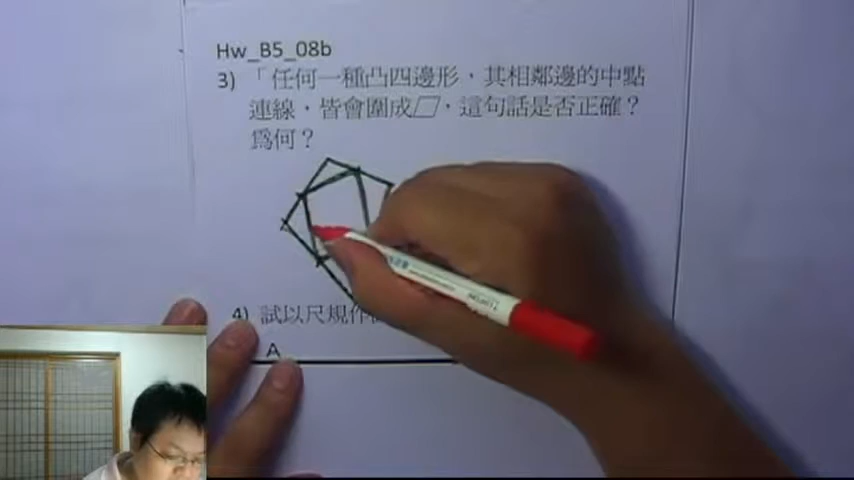 Hw_B5_08b
3) 「任何一種凸四邊形，其相鄰邊的中點
連線，皆會圍成▱，這句話是否正確？
為何？
4) 試以尺規作
A